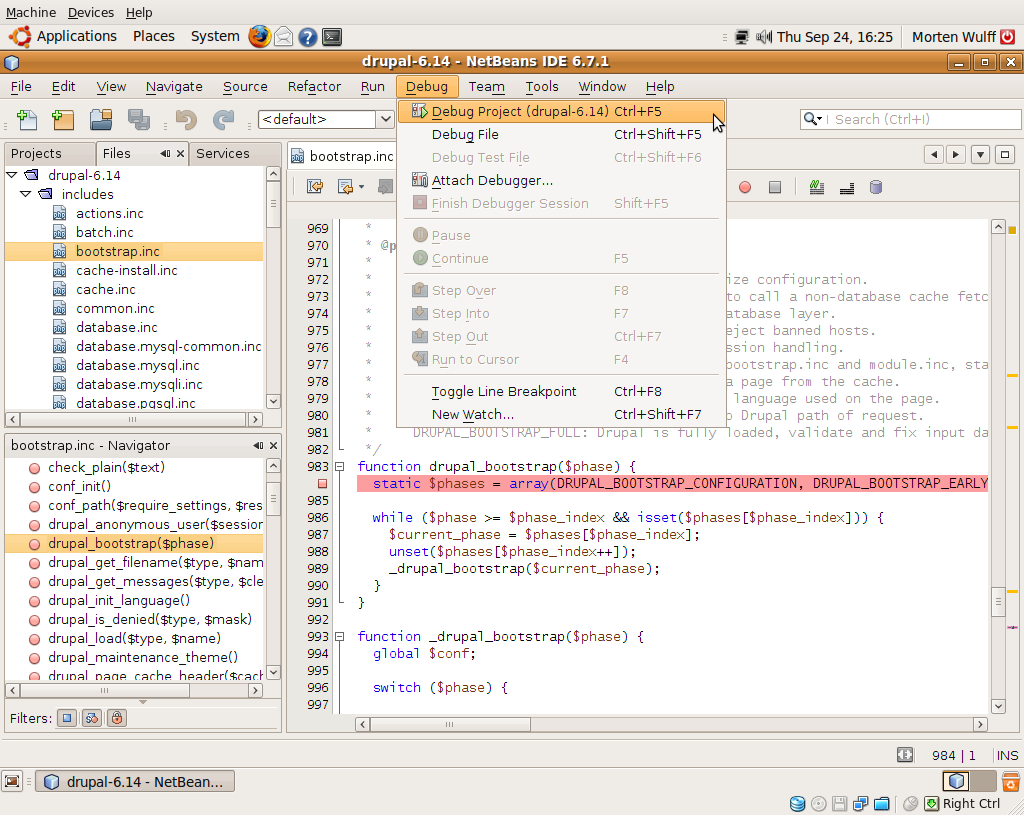 Machine Devices Help
Applications Places System Thu Sep 24, 16:25 Morten Wulff
drupal-6.14 - NetBeans IDE 6.7.1
File Edit View Navigate Source Refactor Run Debug Team Tools Window Help
<default>
Search (Ctrl+I)
Debug Project (drupal-6.14) Ctrl+F5
Debug File Ctrl+Shift+F5
Debug Test File Ctrl+Shift+F6
Attach Debugger...
Finish Debugger Session Shift+F5
Pause
Continue F5
Step Over F8
Step Into F7
Step Out Ctrl+F7
Run to Cursor F4
Toggle Line Breakpoint Ctrl+F8
New Watch... Ctrl+Shift+F7
Projects Files Services
drupal-6.14
includes
actions.inc
batch.inc
bootstrap.inc
cache-install.inc
cache.inc
common.inc
database.inc
database.mysql-common.inc
database.mysql.inc
database.mysqli.inc
database.pgsql.inc
bootstrap.inc - Navigator
check_plain($text)
conf_init()
conf_path($require_settings, $res
drupal_anonymous_user($session
drupal_bootstrap($phase)
drupal_get_filename($type, $nam
drupal_get_messages($type, $cle
drupal_init_language()
drupal_is_denied($type, $mask)
drupal_load($type, $name)
drupal_maintenance_theme()
drupal_page_cache_header($cach
Filters:
bootstrap.inc
969 *
970 * @p
971 *
972 * ize configuration.
973 * to call a non-database cache fetc
974 * atabase layer.
975 * eject banned hosts.
976 * ssion handling.
977 * bootstrap.inc and module.inc, sta
978 * a page from the cache.
979 * language used on the page.
980 * o Drupal path of request.
981 * DRUPAL_BOOTSTRAP_FULL: Drupal is fully loaded, validate and fix input da
982 */
983 function drupal_bootstrap($phase) {
static $phases = array(DRUPAL_BOOTSTRAP_CONFIGURATION, DRUPAL_BOOTSTRAP_EARLY
985
986 while ($phase >= $phase_index && isset($phases[$phase_index])) {
987 $current_phase = $phases[$phase_index];
988 unset($phases[$phase_index++]);
989 _drupal_bootstrap($current_phase);
990 }
991 }
992
993 function _drupal_bootstrap($phase) {
994 global $conf;
995
996 switch ($phase) {
997
984 | 1 INS
drupal-6.14 - NetBean...
Right Ctrl